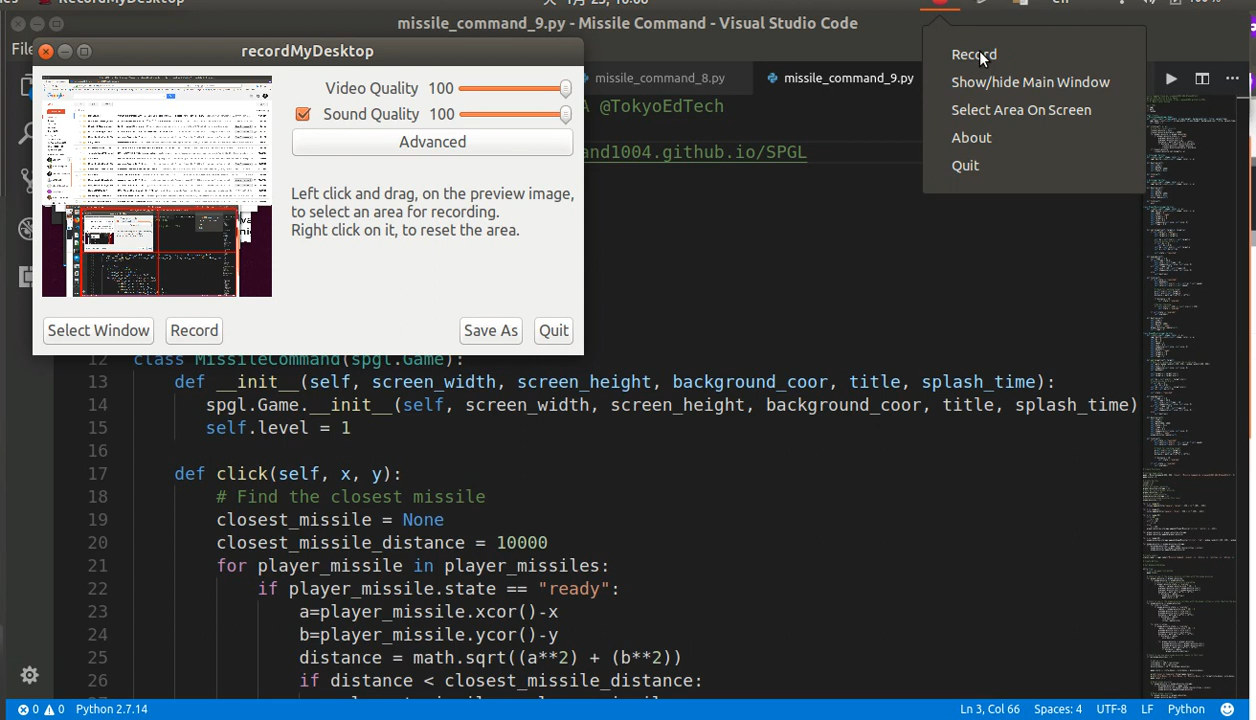 RecordMyDesktop
missile_command_9.py - Missile Command - Visual Studio Code
File
recordMyDesktop
Video Quality 100
Sound Quality 100
Advanced
Left click and drag, on the preview image,
to select an area for recording.
Right click on it, to reset the area.
Select Window
Record
Save As
Quit
Record
Show/hide Main Window
Select Area On Screen
About
Quit
missile_command_8.py
missile_command_9.py
@TokyoEdTech
and1004.github.io/SPGL
12 class MissileCommand(spgl.Game):
13 def __init__(self, screen_width, screen_height, background_coor, title, splash_time):
14 spgl.Game.__init__(self, screen_width, screen_height, background_coor, title, splash_time)
15 self.level = 1
16
17 def click(self, x, y):
18 # Find the closest missile
19 closest_missile = None
20 closest_missile_distance = 10000
21 for player_missile in player_missiles:
22 if player_missile.state == "ready":
23 a=player_missile.xcor()-x
24 b=player_missile.ycor()-y
25 distance = math.sqrt((a**2) + (b**2))
26 if distance < closest_missile_distance:
0 0 Python 2.7.14
Ln 3, Col 66 Spaces: 4 UTF-8 LF Python